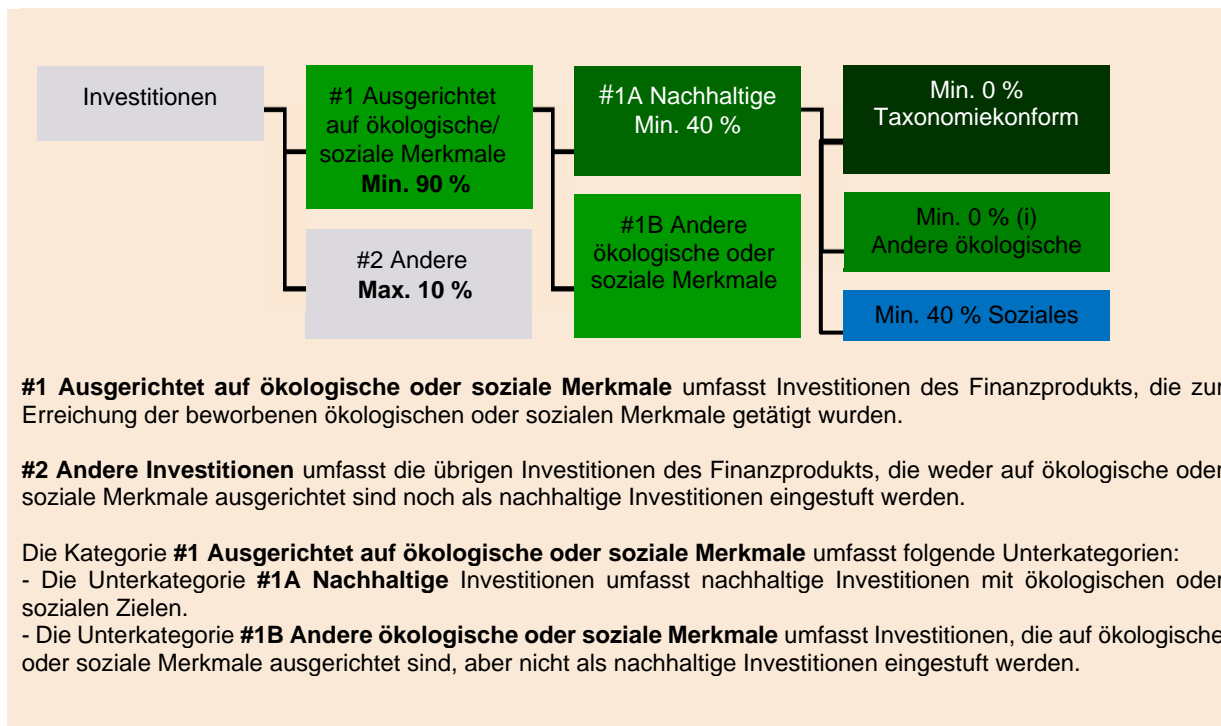 Investitionen
#1 Ausgerichtet
auf ökologische/
soziale Merkmale
Min. 90 %
#2 Andere
Max. 10 %
#1A Nachhaltige
Min. 40 %
#1B Andere
ökologische oder
soziale Merkmale
Min. 0 %
Taxonomiekonform
Min. 0 % (i)
Andere ökologische
Min. 40 % Soziales
#1 Ausgerichtet auf ökologische oder soziale Merkmale umfasst Investitionen des Finanzprodukts, die zur
Erreichung der beworbenen ökologischen oder sozialen Merkmale getätigt wurden.
#2 Andere Investitionen umfasst die übrigen Investitionen des Finanzprodukts, die weder auf ökologische oder
soziale Merkmale ausgerichtet sind noch als nachhaltige Investitionen eingestuft werden.
Die Kategorie #1 Ausgerichtet auf ökologische oder soziale Merkmale umfasst folgende Unterkategorien:
- Die Unterkategorie #1A Nachhaltige Investitionen umfasst nachhaltige Investitionen mit ökologischen oder
sozialen Zielen.
- Die Unterkategorie #1B Andere ökologische oder soziale Merkmale umfasst Investitionen, die auf ökologische
oder soziale Merkmale ausgerichtet sind, aber nicht als nachhaltige Investitionen eingestuft werden.